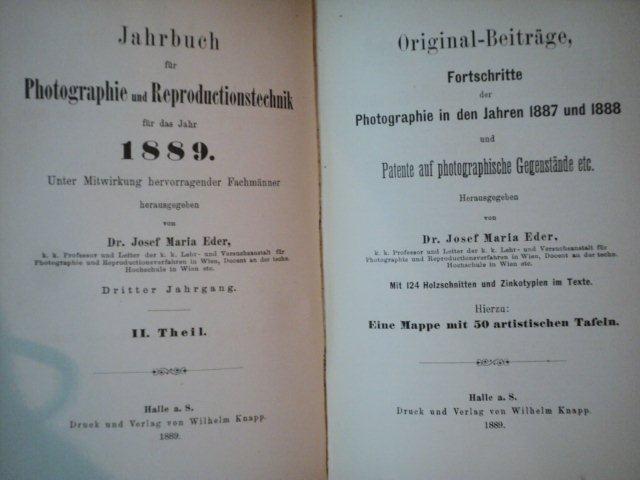 Jahrbuch
für
Photographie und Reproductionstechnik
für das Jahr
1889.
Unter Mitwirkung hervorragender Fachmänner
herausgegeben
von
Dr. Josef Maria Eder,
k. k. Professor und Leiter der k. k. Lehr- und Versuchsanstalt für
Photographie und Reproductionsverfahren in Wien, Docent an der techn.
Hochschule in Wien etc.
Dritter Jahrgang.
II. Theil.
Halle a. S.
Druck und Verlag von Wilhelm Knapp.
1889.
Original-Beiträge,
Fortschritte
der
Photographie in den Jahren 1887 und 1888
und
Patente auf photographische Gegenstände etc.
Herausgegeben
von
Dr. Josef Maria Eder,
k. k. Professor und Leiter der k. k. Lehr- und Versuchsanstalt für
Photographie und Reproductionsverfahren in Wien, Docent an der techn.
Hochschule in Wien etc.
Mit 124 Holzschnitten und Zinkotypien im Texte.
Hierzu:
Eine Mappe mit 50 artistischen Tafeln.
Halle a. S.
Druck und Verlag von Wilhelm Knapp.
1889.